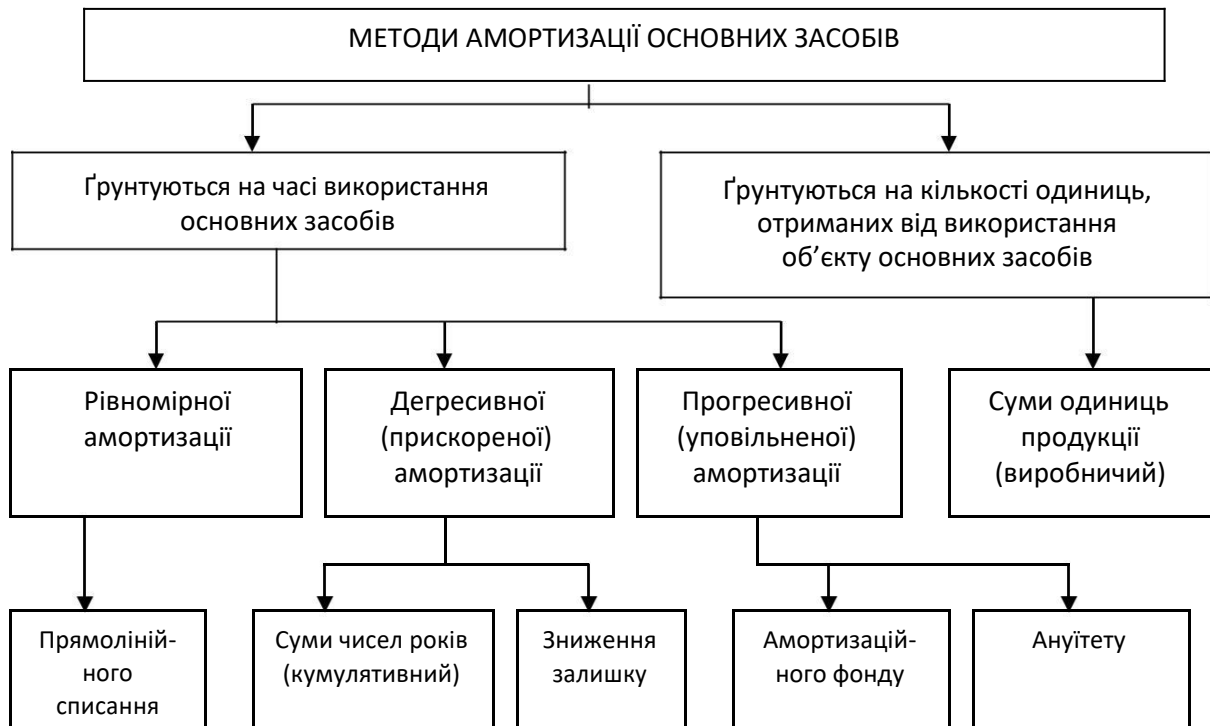 МЕТОДИ АМОРТИЗАЦІЇ ОСНОВНИХ ЗАСОБІВ
Ґрунтуються на часі використання
основних засобів
Ґрунтуються на кількості одиниць,
отриманих від використання
об’єкту основних засобів
Рівномірної
амортизації
Дегресивної
(прискореної)
амортизації
Прогресивної
(уповільненої)
амортизації
Суми одиниць
продукції
(виробничий)
Прямоліній-
ного
списання
Суми чисел років
(кумулятивний)
Зниження
залишку
Амортизацій-
ного фонду
Ануїтету